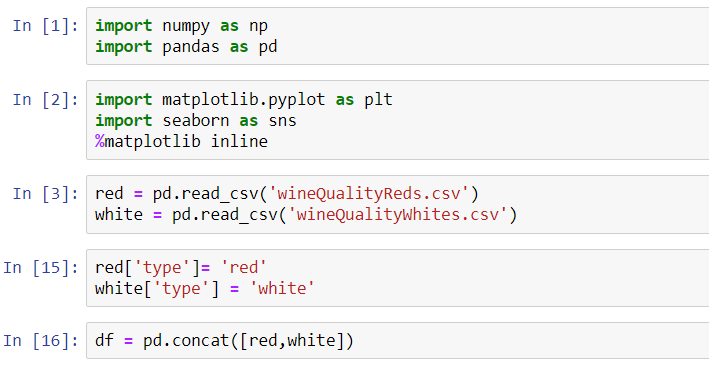 In [1]: import numpy as np
import pandas as pd
In [2]: import matplotlib.pyplot as plt
import seaborn as sns
%matplotlib inline
In [3]: red = pd.read_csv('wineQualityReds.csv')
white = pd.read_csv('wineQualityWhites.csv')
In [15]: red['type']= 'red'
white['type'] = 'white'
In [16]: df = pd.concat([red,white])